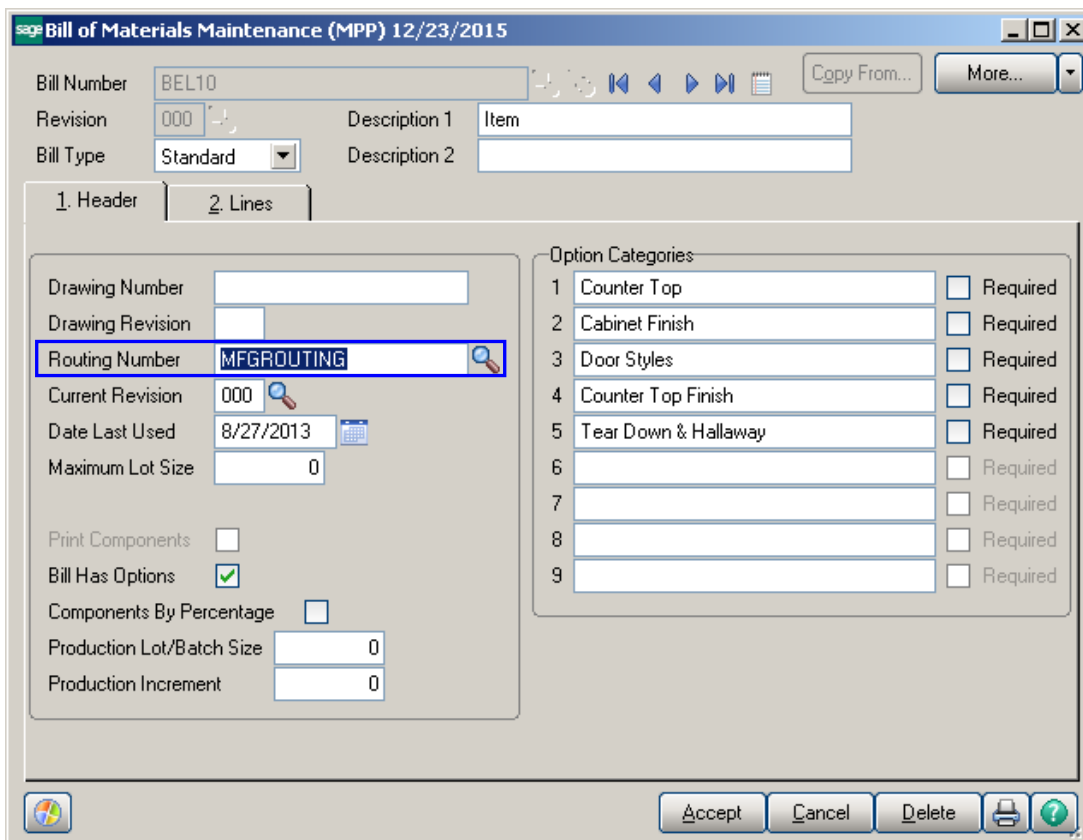 sage Bill of Materials Maintenance (MPP) 12/23/2015
Bill Number BEL10 Copy From... More...
Revision 000 Description 1 Item
Bill Type Standard Description 2
1. Header 2. Lines
Option Categories
Drawing Number 1 Counter Top Required
Drawing Revision 2 Cabinet Finish Required
Routing Number MFGROUTING 3 Door Styles Required
Current Revision 000 4 Counter Top Finish Required
Date Last Used 8/27/2013 5 Tear Down & Hallaway Required
Maximum Lot Size 0 6 Required
7 Required
Print Components 8 Required
Bill Has Options 9 Required
Components By Percentage
Production Lot/Batch Size 0
Production Increment 0
Accept Cancel Delete ?